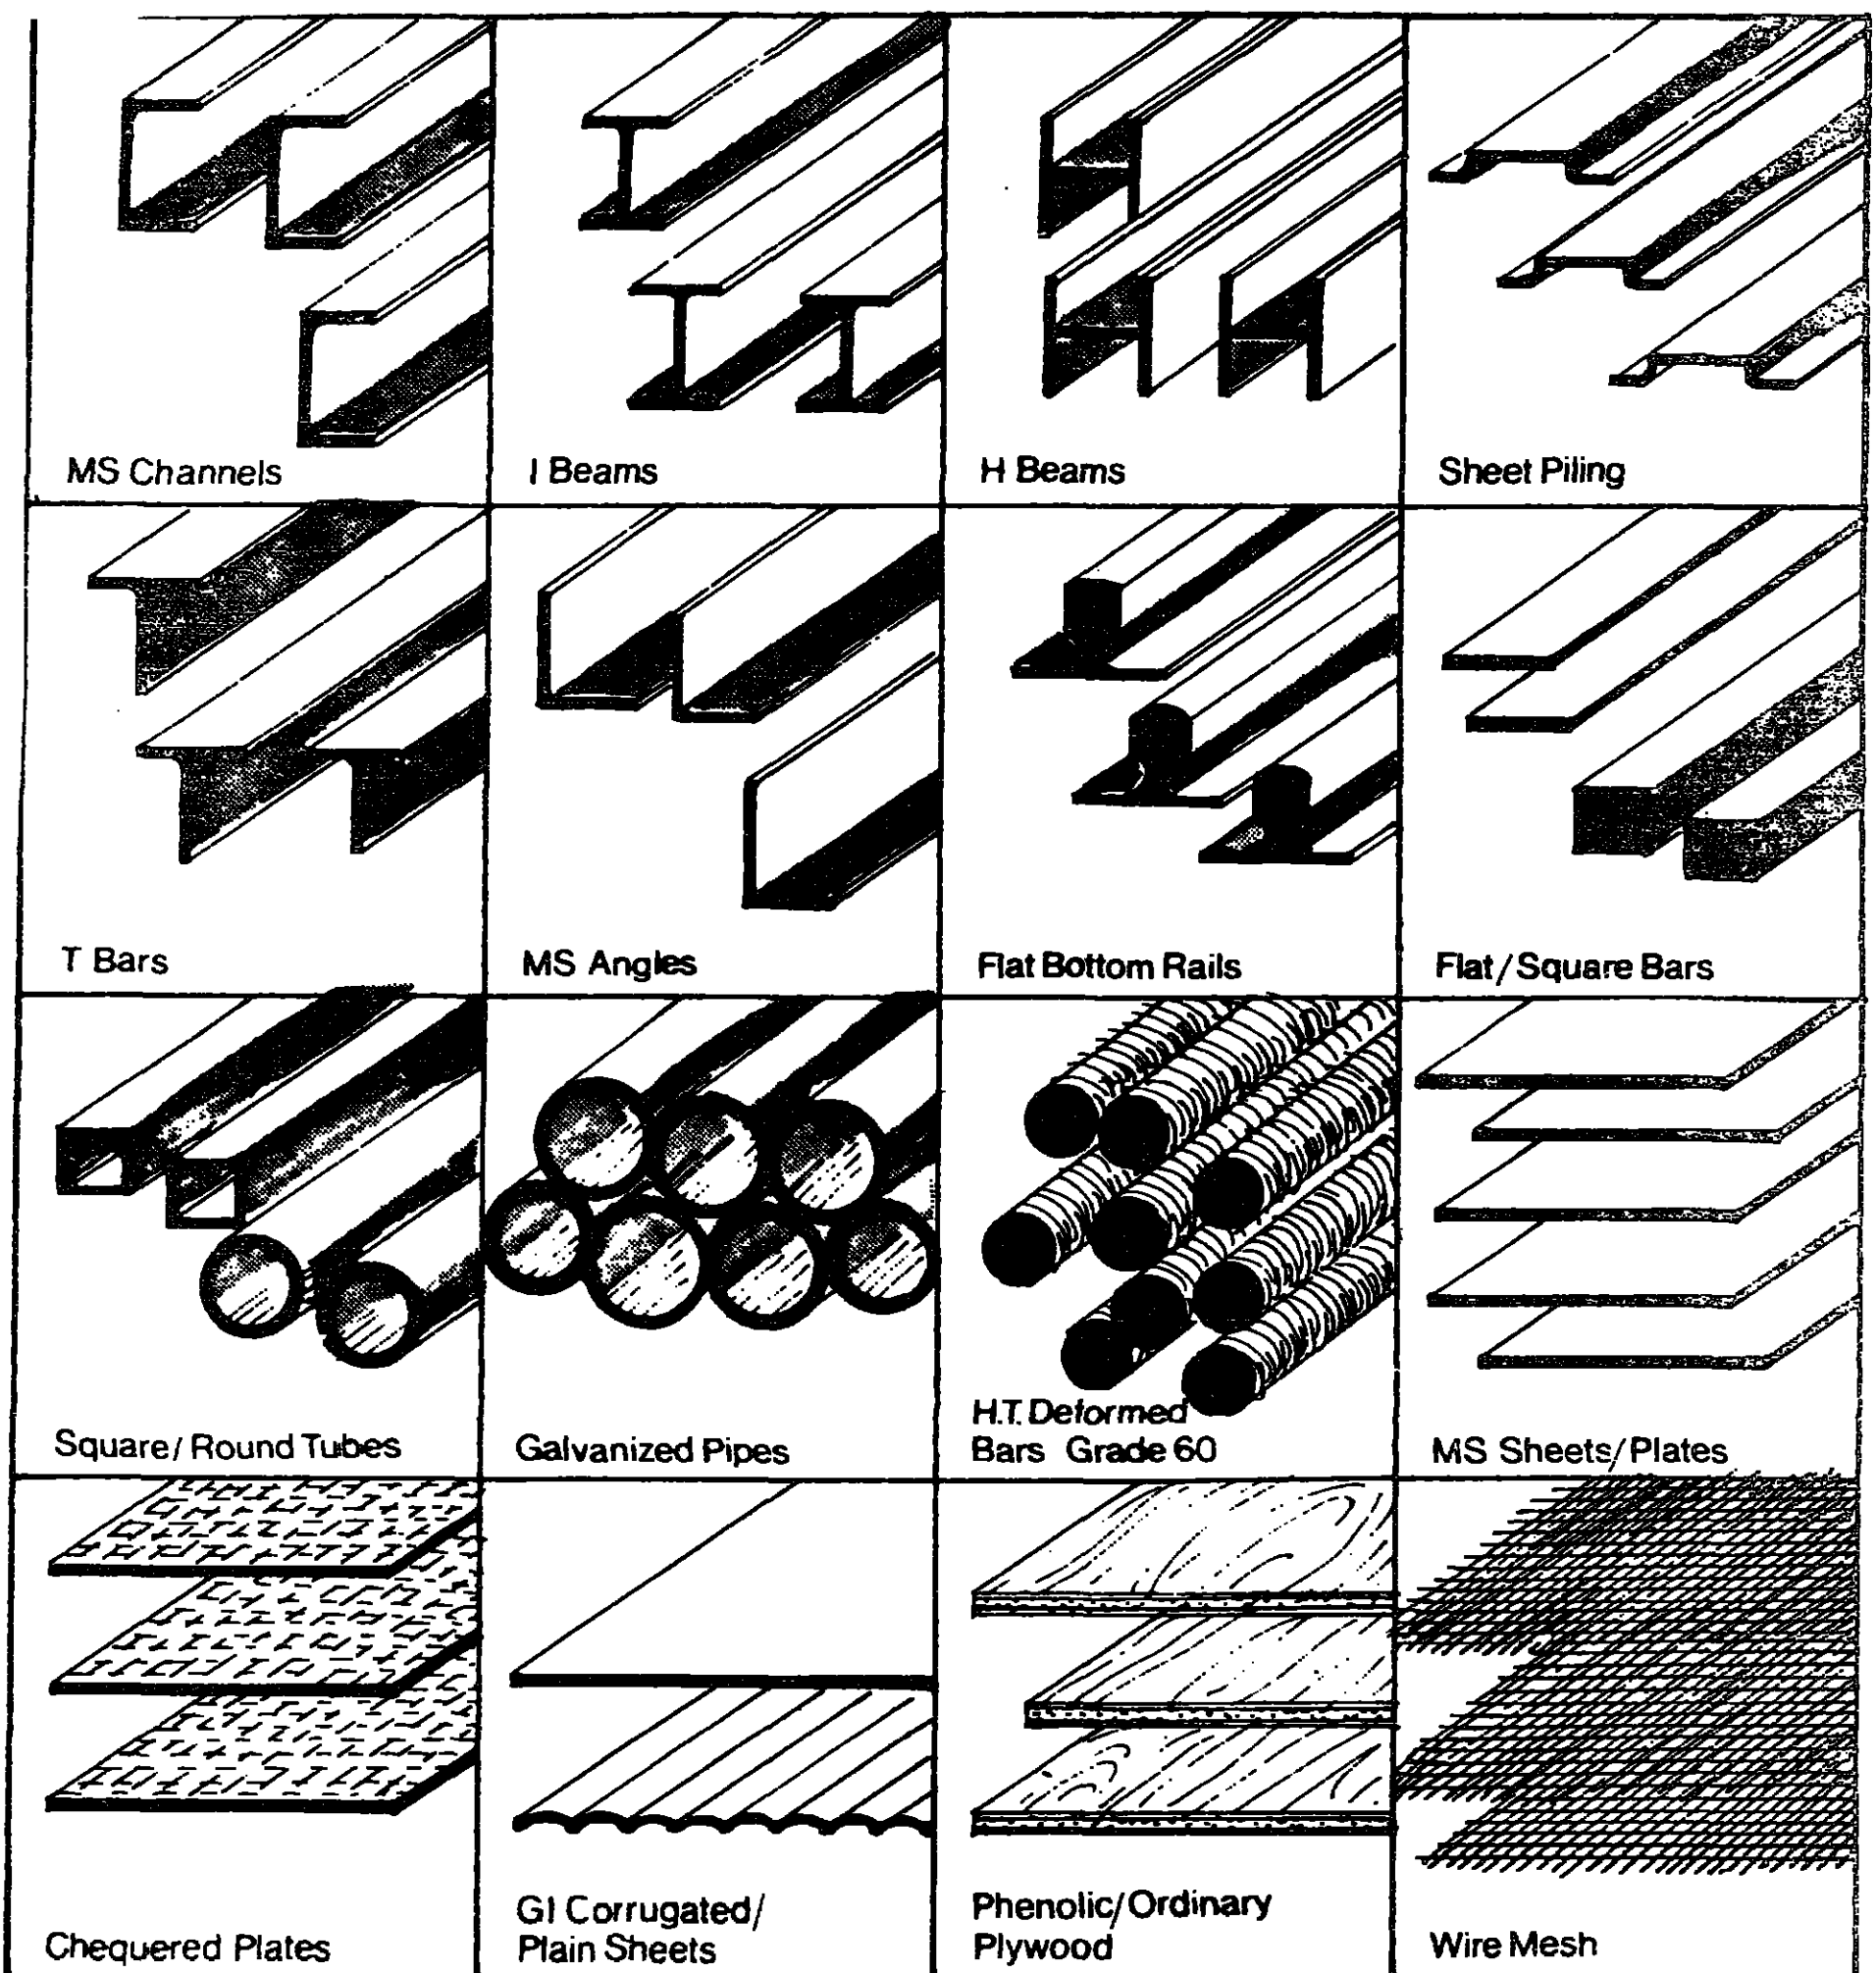 MS Channels
I Beams
H Beams
Sheet Piling
T Bars
MS Angles
Flat Bottom Rails
Flat/Square Bars
Square/Round Tubes
Galvanized Pipes
H.T. Deformed
Bars Grade 60
MS Sheets/Plates
Chequered Plates
GI Corrugated/
Plain Sheets
Phenolic/Ordinary
Plywood
Wire Mesh